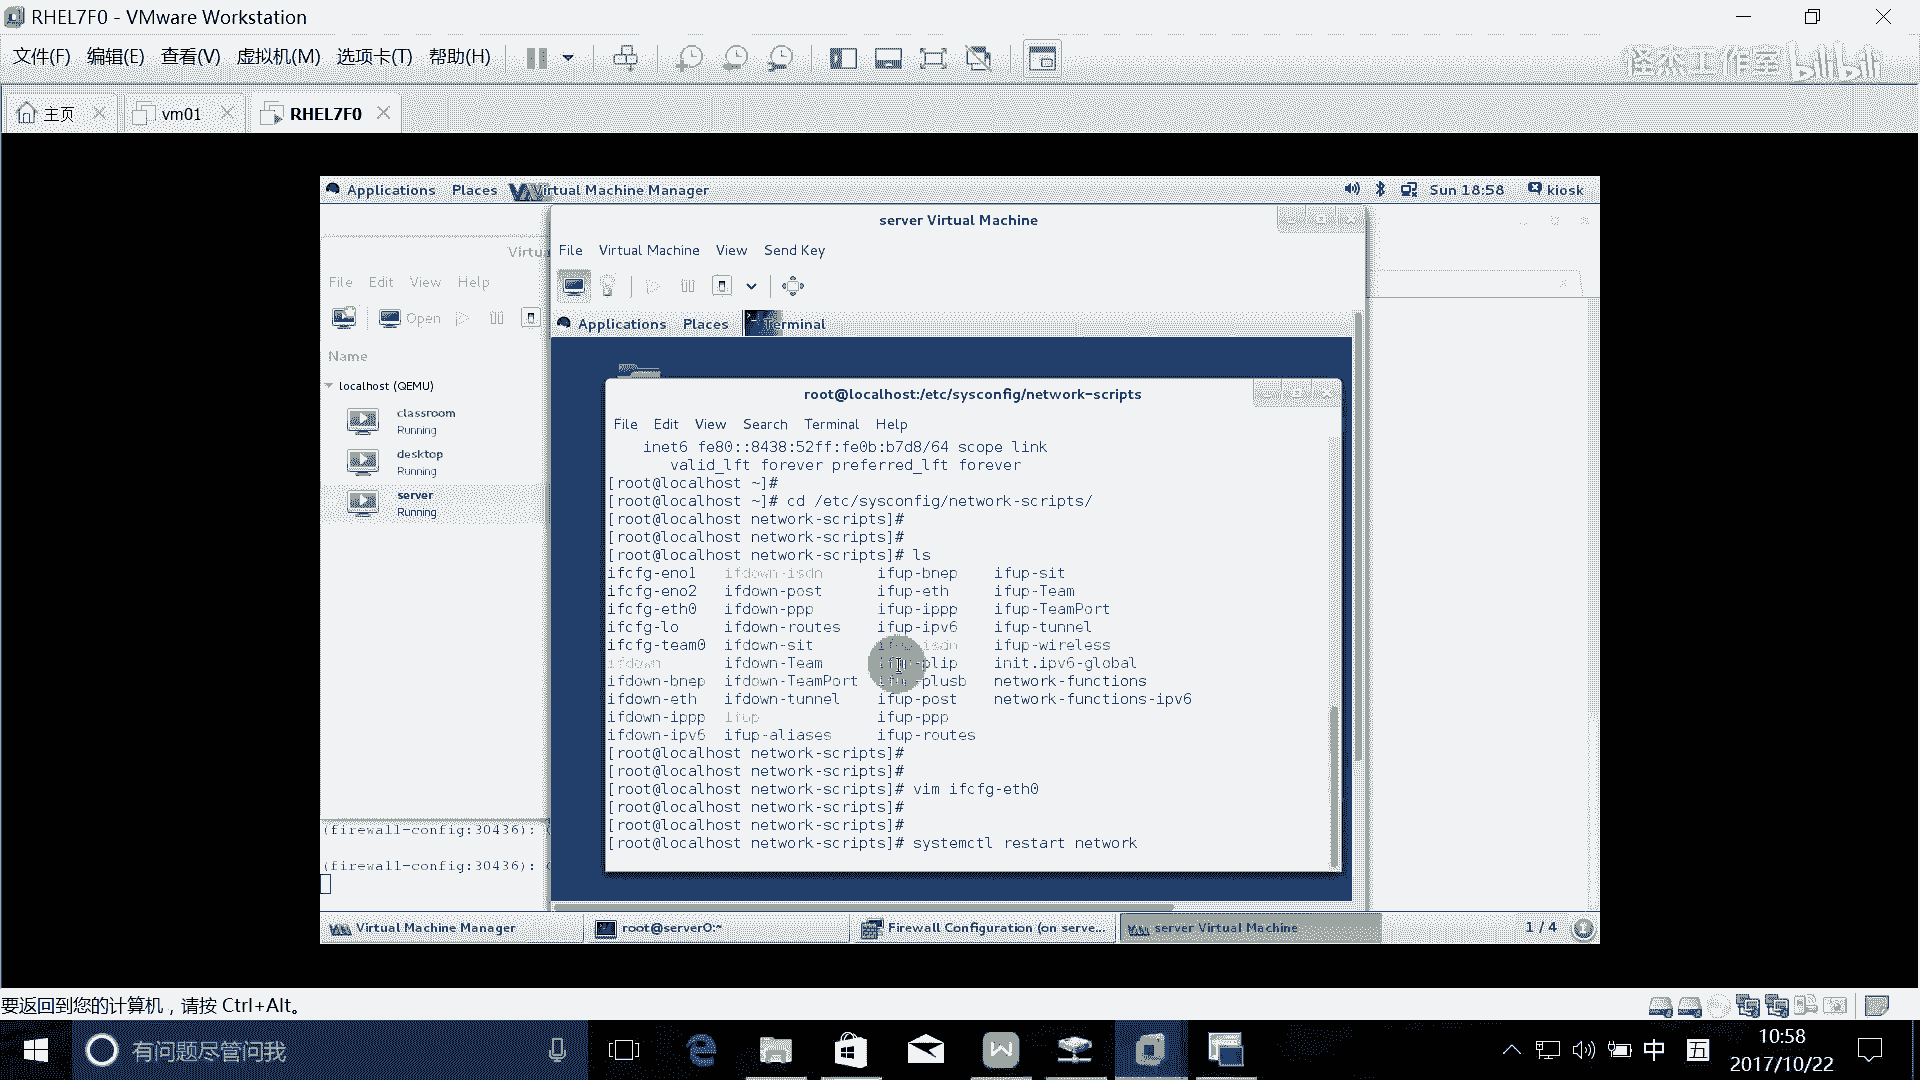 RHEL7F0 - VMware Workstation
文件(F) 编辑(E) 查看(V) 虚拟机(M) 选项卡(T) 帮助(H)
怪杰工作室 bilibili
主页 vm01 RHEL7F0
Applications Places Virtual Machine Manager Sun 18:58 kiosk
server Virtual Machine
File Virtual Machine View Send Key
File Edit View Help
Open
Applications Places Terminal
Name
localhost (QEMU)
classroom
Running
desktop
Running
server
Running
root@localhost:/etc/sysconfig/network-scripts
File Edit View Search Terminal Help
inet6 fe80::8438:52ff:fe0b:b7d8/64 scope link
valid_lft forever preferred_lft forever
[root@localhost ~]#
[root@localhost ~]# cd /etc/sysconfig/network-scripts/
[root@localhost network-scripts]#
[root@localhost network-scripts]#
[root@localhost network-scripts]# ls
ifcfg-eno1 ifdown-isdn ifup-bnep ifup-sit
ifcfg-eno2 ifdown-post ifup-eth ifup-Team
ifcfg-eth0 ifdown-ppp ifup-ippp ifup-TeamPort
ifcfg-lo ifdown-routes ifup-ipv6 ifup-tunnel
ifcfg-team0 ifdown-sit ifup-isdn ifup-wireless
ifdown ifdown-Team ifup-plip init.ipv6-global
ifdown-bnep ifdown-TeamPort ifup-plusb network-functions
ifdown-eth ifdown-tunnel ifup-post network-functions-ipv6
ifdown-ippp ifup ifup-ppp
ifdown-ipv6 ifup-aliases ifup-routes
[root@localhost network-scripts]#
[root@localhost network-scripts]#
[root@localhost network-scripts]# vim ifcfg-eth0
[root@localhost network-scripts]#
[root@localhost network-scripts]#
[root@localhost network-scripts]# systemctl restart network
(firewall-config:30436):
(firewall-config:30436):
Virtual Machine Manager root@server0:~ Firewall Configuration (on serve... server Virtual Machine 1 / 4
要返回到您的计算机，请按 Ctrl+Alt。
有问题尽管问我
中 五 10:58
2017/10/22